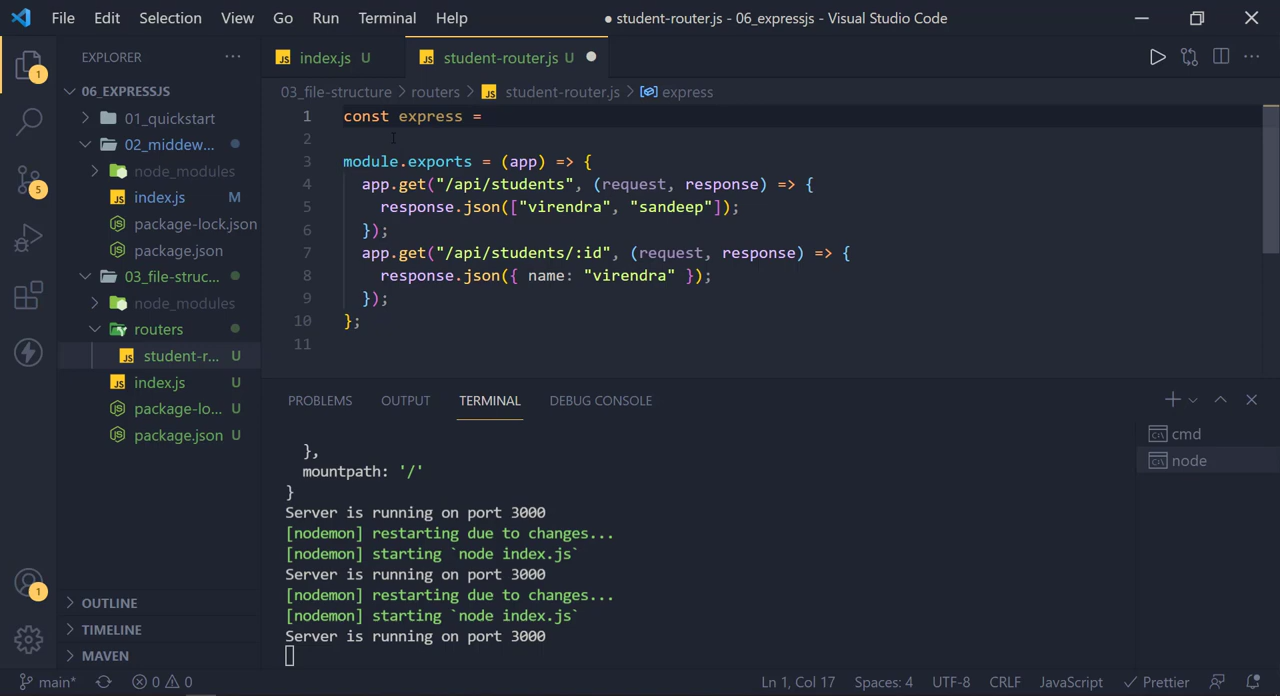 File Edit Selection View Go Run Terminal Help
● student-router.js - 06_expressjs - Visual Studio Code
EXPLORER ...
06_EXPRESSJS
01_quickstart
02_middew...
node_modules
index.js M
package-lock.json
package.json
03_file-struc...
node_modules
routers
student-r... U
index.js U
package-lo... U
package.json U
OUTLINE
TIMELINE
MAVEN
1
5
1
JS index.js U
JS student-router.js U ●
03_file-structure > routers > JS student-router.js > express
1 const express =
2
3 module.exports = (app) => {
4 app.get("/api/students", (request, response) => {
5 response.json(["virendra", "sandeep"]);
6 });
7 app.get("/api/students/:id", (request, response) => {
8 response.json({ name: "virendra" });
9 });
10 };
11
PROBLEMS OUTPUT TERMINAL DEBUG CONSOLE
cmd
node
},
mountpath: '/'
}
Server is running on port 3000
[nodemon] restarting due to changes...
[nodemon] starting `node index.js`
Server is running on port 3000
[nodemon] restarting due to changes...
[nodemon] starting `node index.js`
Server is running on port 3000
main* 0 0 Ln 1, Col 17 Spaces: 4 UTF-8 CRLF JavaScript Prettier